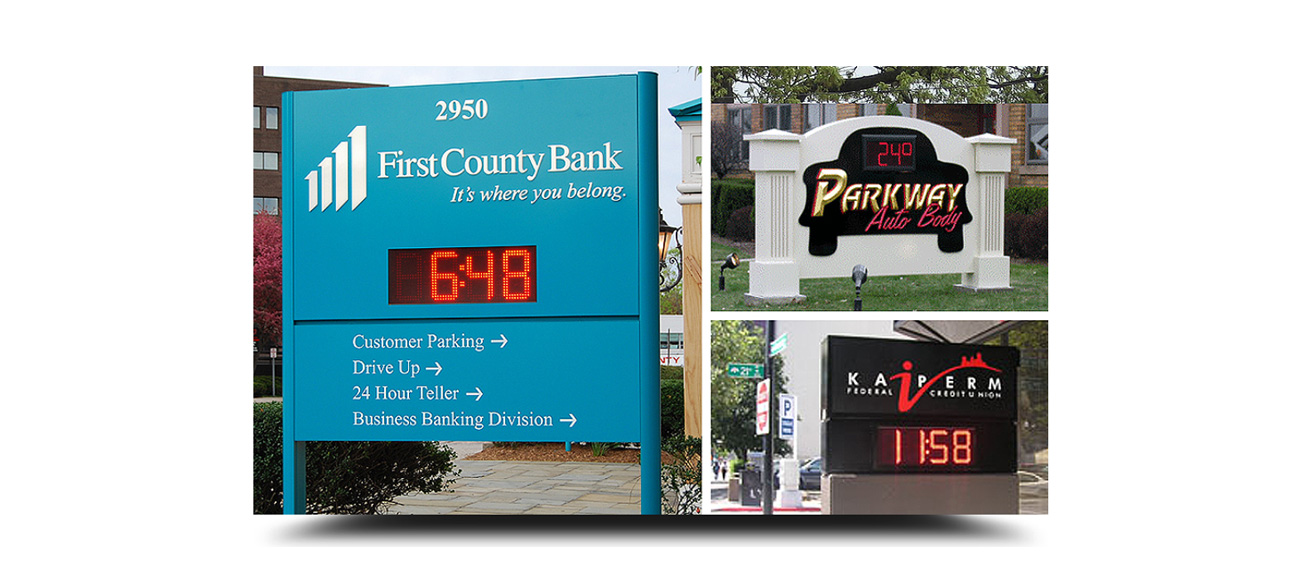 2950
First County Bank
It's where you belong.
6:48
Customer Parking →
Drive Up →
24 Hour Teller →
Business Banking Division →
24°
PARKWAY
Auto Body
21st
P
KAiPERM
FEDERAL CREDIT UNION
11:58